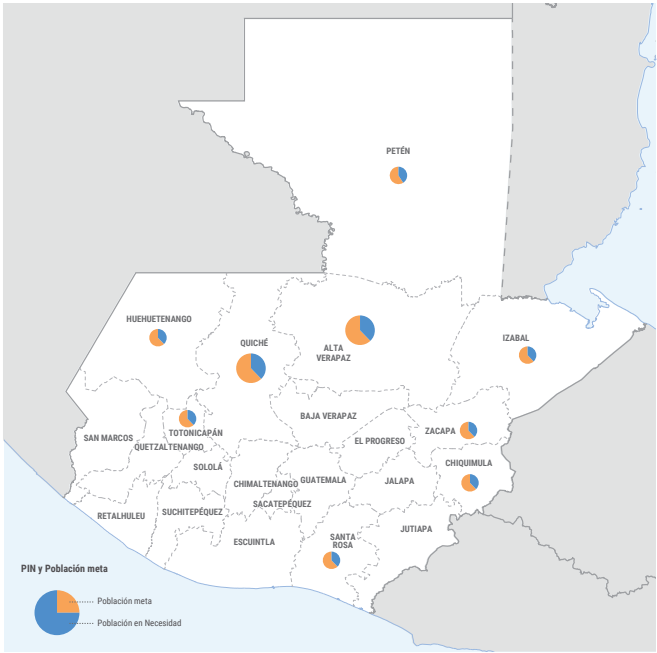 PETÉN
HUEHUETENANGO
QUICHÉ
ALTA
VERAPAZ
IZABAL
TOTONICAPÁN
SAN MARCOS
QUETZALTENANGO
BAJA VERAPAZ
EL PROGRESO
ZACAPA
SOLOLÁ
CHIMALTENANGO
GUATEMALA
JALAPA
CHIQUIMULA
SACATEPÉQUEZ
RETALHULEU
SUCHITEPÉQUEZ
ESCUINTLA
SANTA
ROSA
JUTIAPA
PIN y Población meta
Población meta
Población en Necesidad